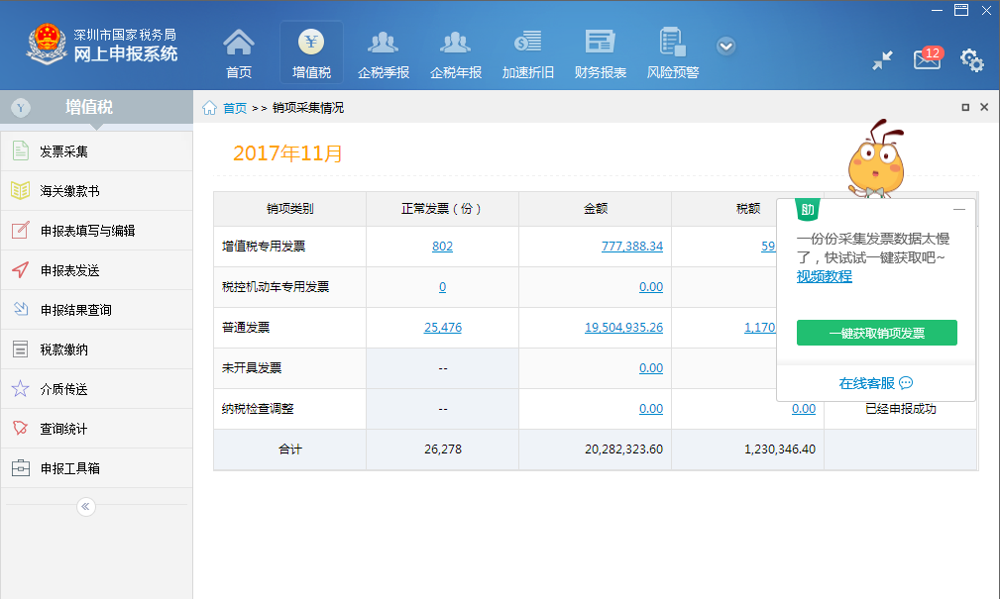 深圳市国家税务局
网上申报系统
首页
增值税
企税季报
企税年报
加速折旧
财务报表
风险预警
12
增值税
首页 >> 销项采集情况
发票采集
海关缴款书
申报表填写与编辑
申报表发送
申报结果查询
税款缴纳
介质传送
查询统计
申报工具箱
2017年11月
销项类别 正常发票（份） 金额 税额
增值税专用发票 802 777,388.34 59
税控机动车专用发票 0 0.00
普通发票 25,476 19,504,935.26 1,170
未开具发票 -- 0.00
纳税检查调整 -- 0.00 0.00 已经申报成功
合计 26,278 20,282,323.60 1,230,346.40
助
一份份采集发票数据太慢
了，快试试一键获取吧~
视频教程
一键获取销项发票
在线客服